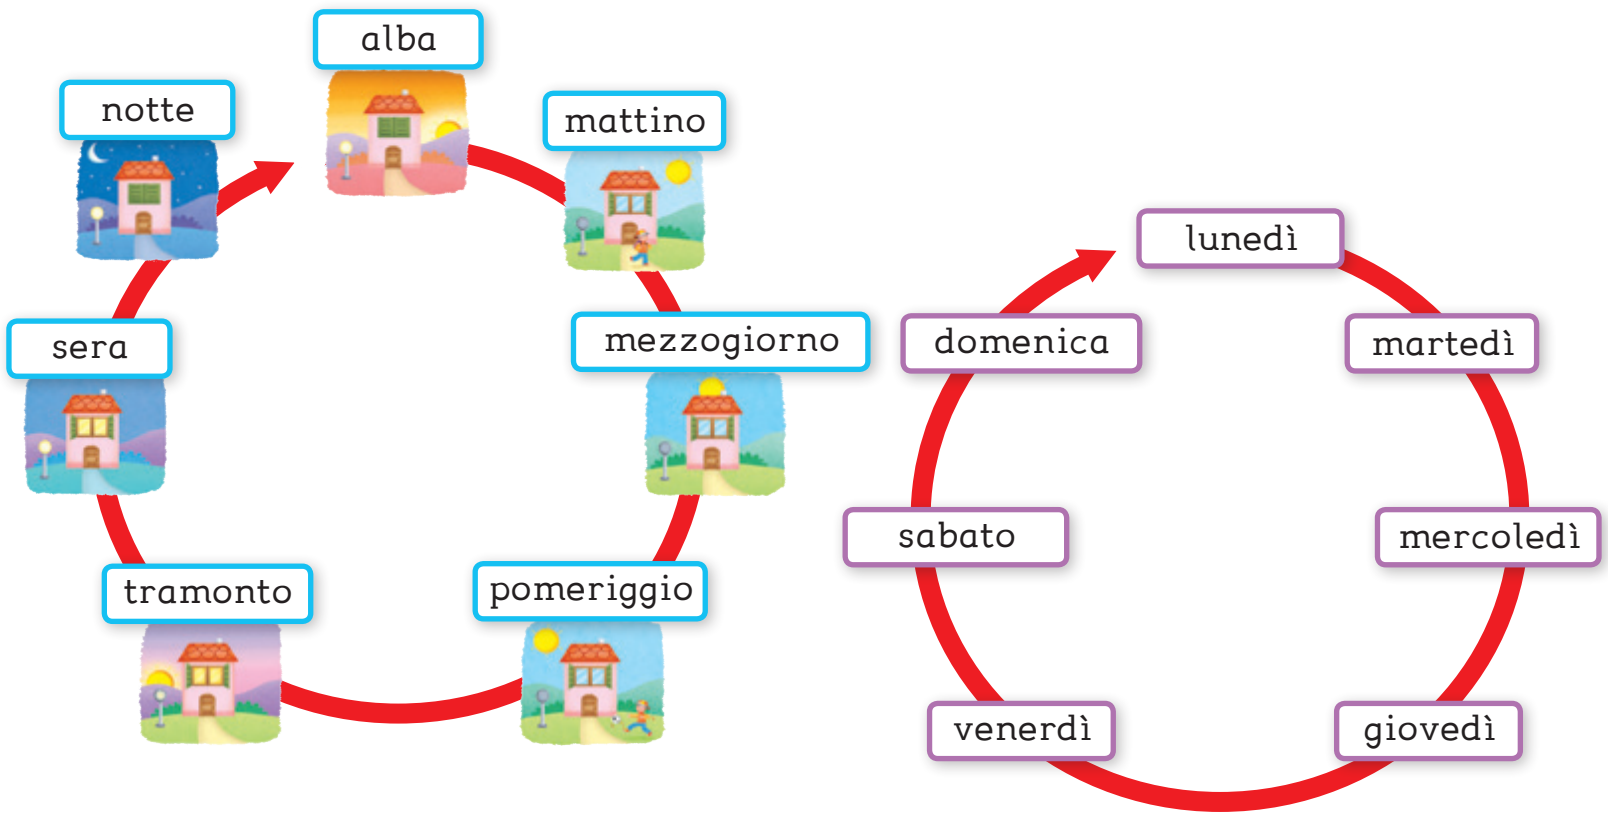 alba
mattino
mezzogiorno
pomeriggio
tramonto
sera
notte
lunedì
martedì
mercoledì
giovedì
venerdì
sabato
domenica